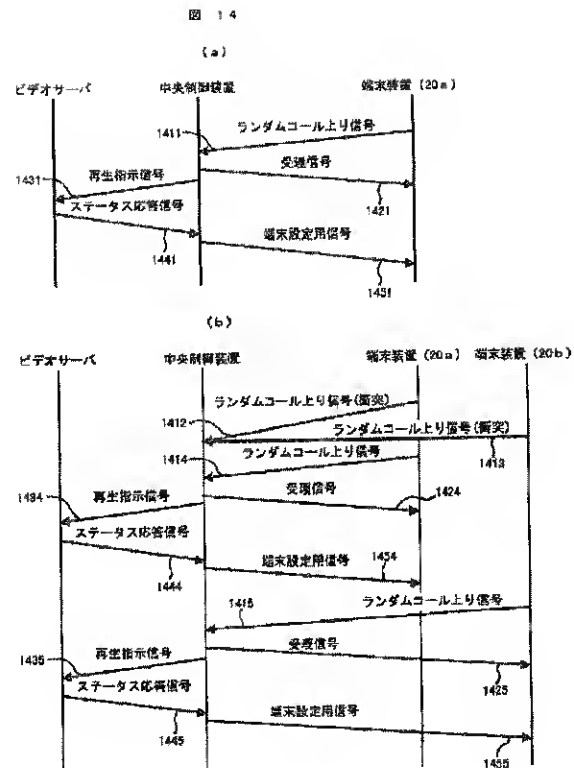 図 14
(a)
ビデオサーバ 中央制御装置 端末装置 (20a)
ランダムコール上り信号
1411
受理信号
再生指示信号
1431
1421
ステータス応答信号
端末設定用信号
1441
1451
(b)
ビデオサーバ 中央制御装置 端末装置 (20a) 端末装置 (20b)
ランダムコール上り信号(衝突)
1412
ランダムコール上り信号(衝突)
ランダムコール上り信号
1413
1414
受理信号
1424
再生指示信号
1434
ステータス応答信号
端末設定用信号
1454
1444
ランダムコール上り信号
1415
受理信号
再生指示信号
1435
1425
ステータス応答信号
端末設定用信号
1445
1455